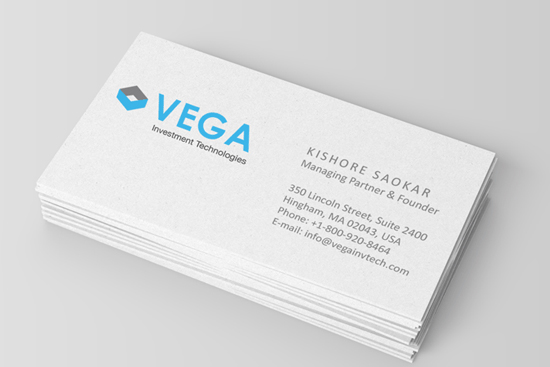 VEGA
Investment Technologies
KISHORE SAOKAR
Managing Partner & Founder
350 Lincoln Street, Suite 2400
Hingham, MA 02043, USA
Phone: +1-800-920-8464
E-mail: info@vegainvtech.com